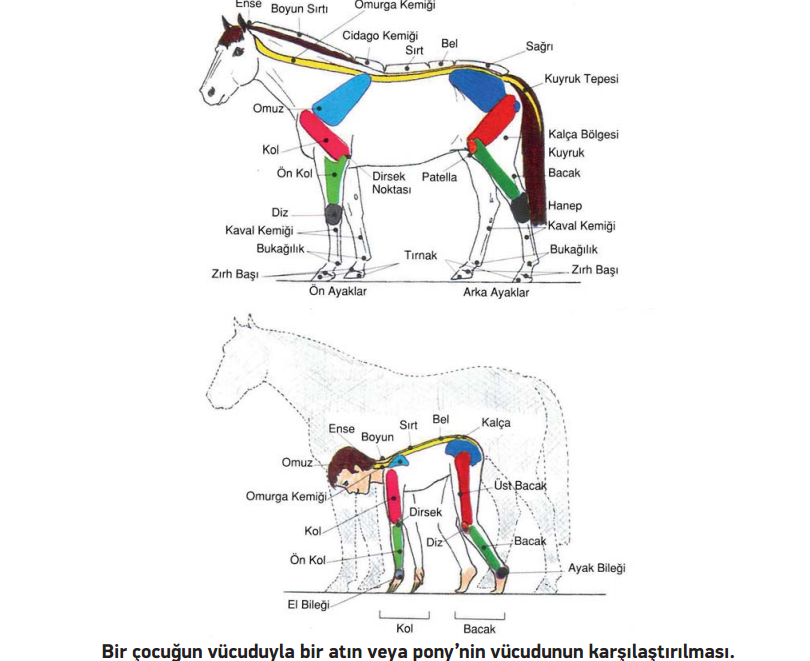 Ense
Boyun Sırtı
Omurga Kemiği
Cidago Kemiği
Sırt
Bel
Sağrı
Kuyruk Tepesi
Omuz
Kol
Kalça Bölgesi
Kuyruk
Ön Kol
Dirsek
Noktası
Patella
Bacak
Diz
Hanep
Kaval Kemiği
Kaval Kemiği
Bukağılık
Tırnak
Bukağılık
Zırh Başı
Zırh Başı
Ön Ayaklar
Arka Ayaklar
Ense
Boyun
Sırt
Bel
Kalça
Omuz
Omurga Kemiği
Üst Bacak
Kol
Dirsek
Diz
Bacak
Ön Kol
Ayak Bileği
El Bileği
Kol
Bacak
Bir çocuğun vücuduyla bir atın veya pony’nin vücudunun karşılaştırılması.